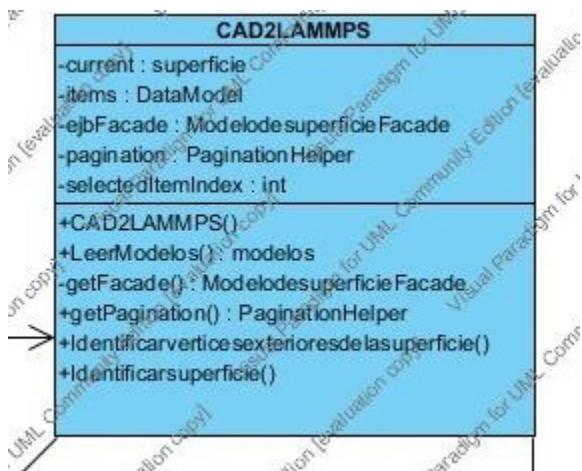 CAD2LAMMPS
-current : superficie
-items : DataModel
-ejbFacade : ModelodesuperficieFacade
-pagination : PaginationHelper
-selectedItemIndex : int
+CAD2LAMMPS()
+LeerModelos() : modelos
-getFacade() : ModelodesuperficieFacade
+getPagination() : PaginationHelper
+Identificarverticesexterioresdelasuperficie()
+Identificarsuperficie()